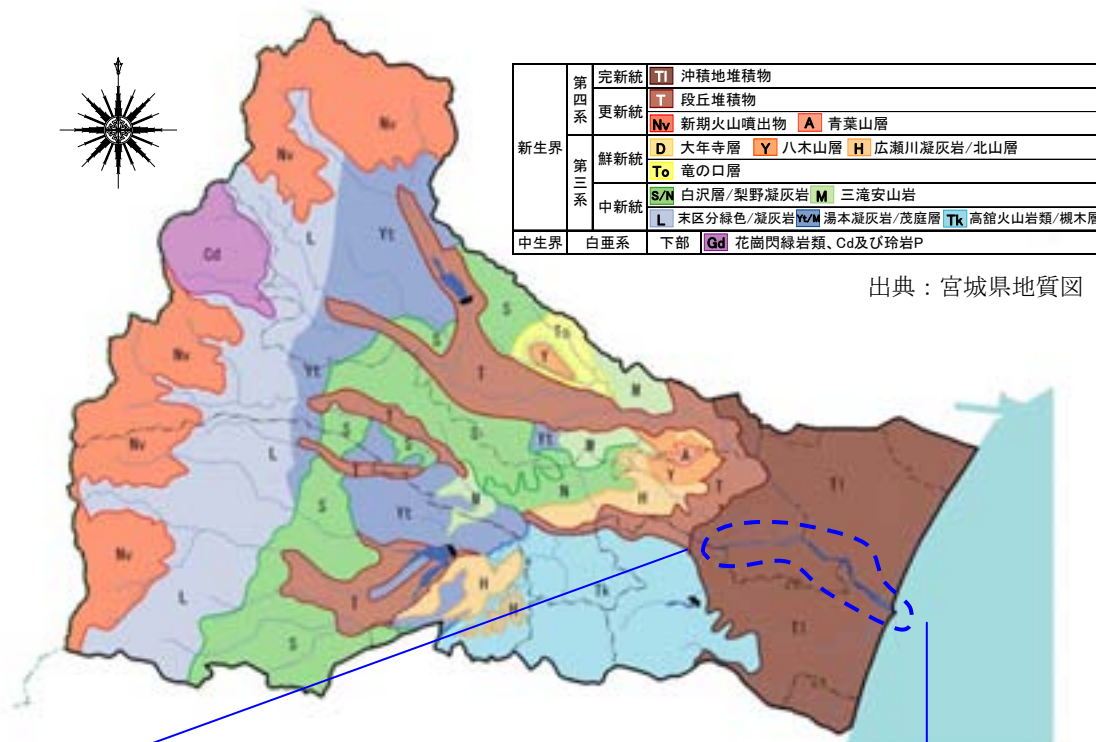 新生界 第四系 完新統 Tl 沖積地堆積物
更新統 T 段丘堆積物
Nv 新期火山噴出物 A 青葉山層
第三系 鮮新統 D 大年寺層 Y 八木山層 H 広瀬川凝灰岩/北山層
To 竜の口層
中新統 S/N 白沢層/梨野凝灰岩 M 三滝安山岩
L 末区分緑色/凝灰岩 Yt/M 湯本凝灰岩/茂庭層 Tk 高舘火山岩類/槻木層
中生界 白亜系 下部 Gd 花崗閃緑岩類、Cd及び玲岩P
出典：宮城県地質図
Nv
Nv
L
Yt
Gd
S
To
S
Y
Nv
Yt
T
M
T
S
S
S
Yt
M
A
Nv
L
Y
T
N
H
Tl
M
S
Yt
Nv
H
Tk
T
H
L
Tl
S